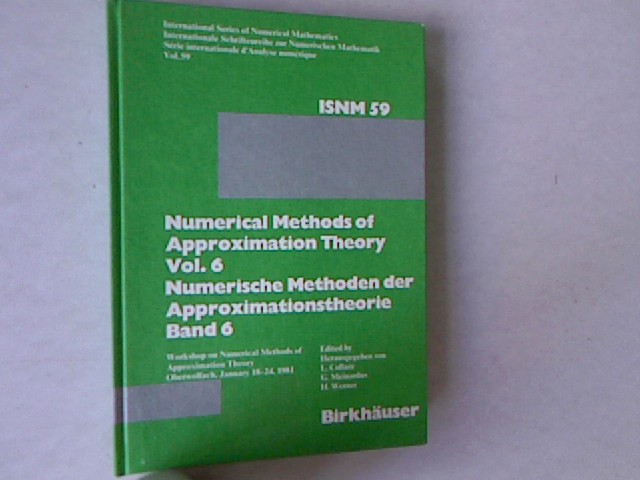 International Series of Numerical Mathematics
Internationale Schriftenreihe zur Numerischen Mathematik
Série internationale d'Analyse numérique
Vol. 59
ISNM 59
Numerical Methods of
Approximation Theory
Vol. 6
Numerische Methoden der
Approximationstheorie
Band 6
Workshop on Numerical Methods of
Approximation Theory
Oberwolfach, January 18–24, 1981
Edited by
Herausgegeben von
L. Collatz
G. Meinardus
H. Werner
Birkhäuser